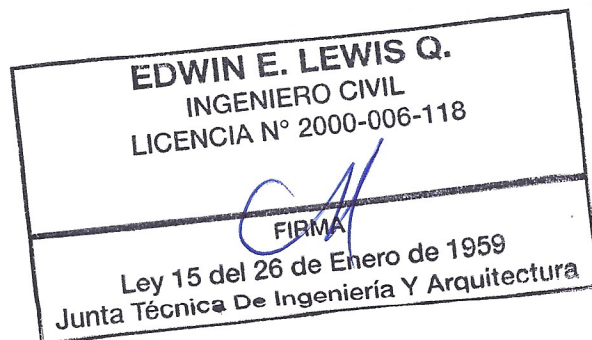 EDWIN E. LEWIS Q.
INGENIERO CIVIL
LICENCIA N° 2000-006-118
FIRMA
Ley 15 del 26 de Enero de 1959
Junta Técnica De Ingeniería Y Arquitectura